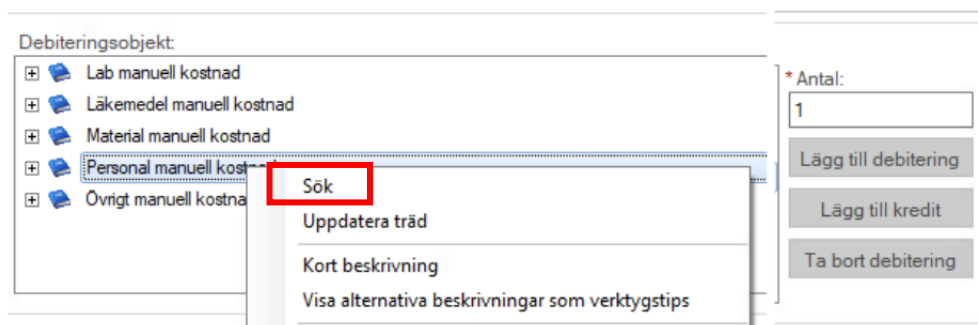 Debiteringsobjekt:
Lab manuell kostnad
Läkemedel manuell kostnad
Material manuell kostnad
Personal manuell kostnad
Övrigt manuell kostna
Sök
Uppdatera träd
Kort beskrivning
Visa alternativa beskrivningar som verktygstips
* Antal:
1
Lägg till debitering
Lägg till kredit
Ta bort debitering